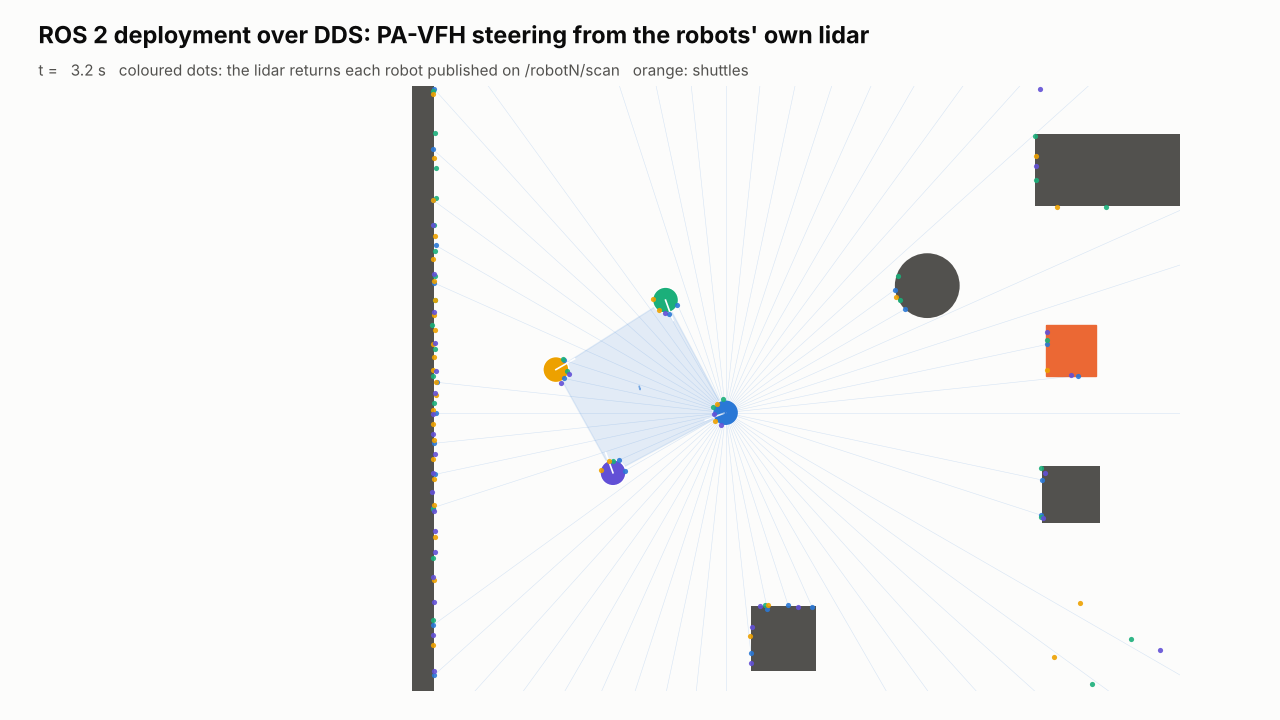 ROS 2 deployment over DDS: PA-VFH steering from the robots' own lidar
t =   3.2 s   coloured dots: the lidar returns each robot published on /robotN/scan   orange: shuttles